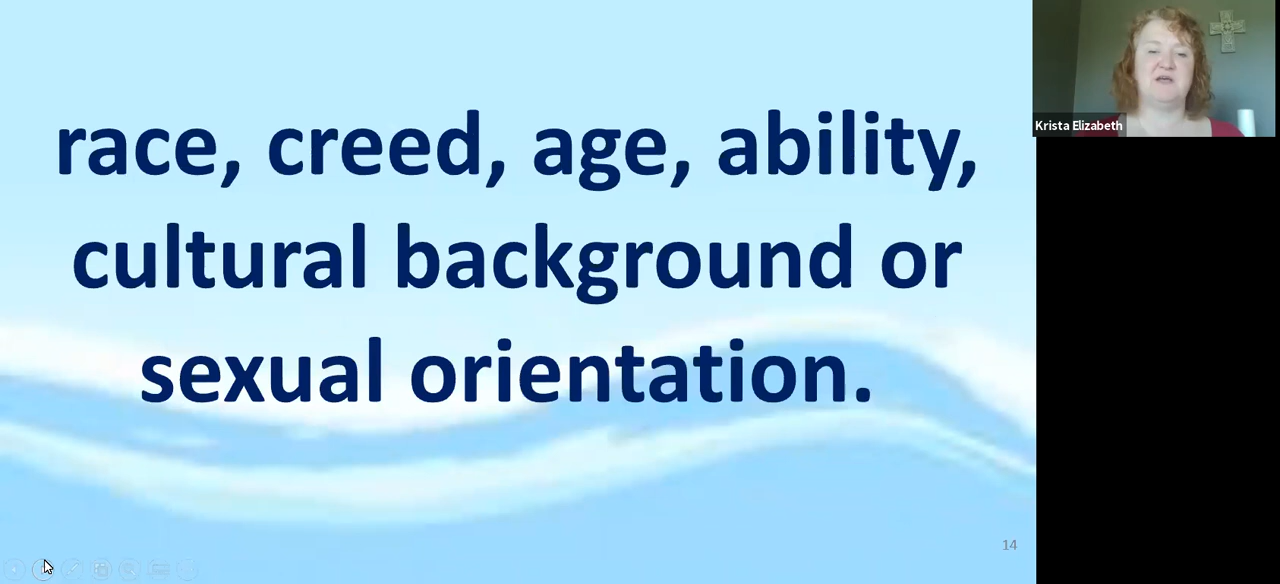 race, creed, age, ability,
cultural background or
sexual orientation.
14
Krista Elizabeth